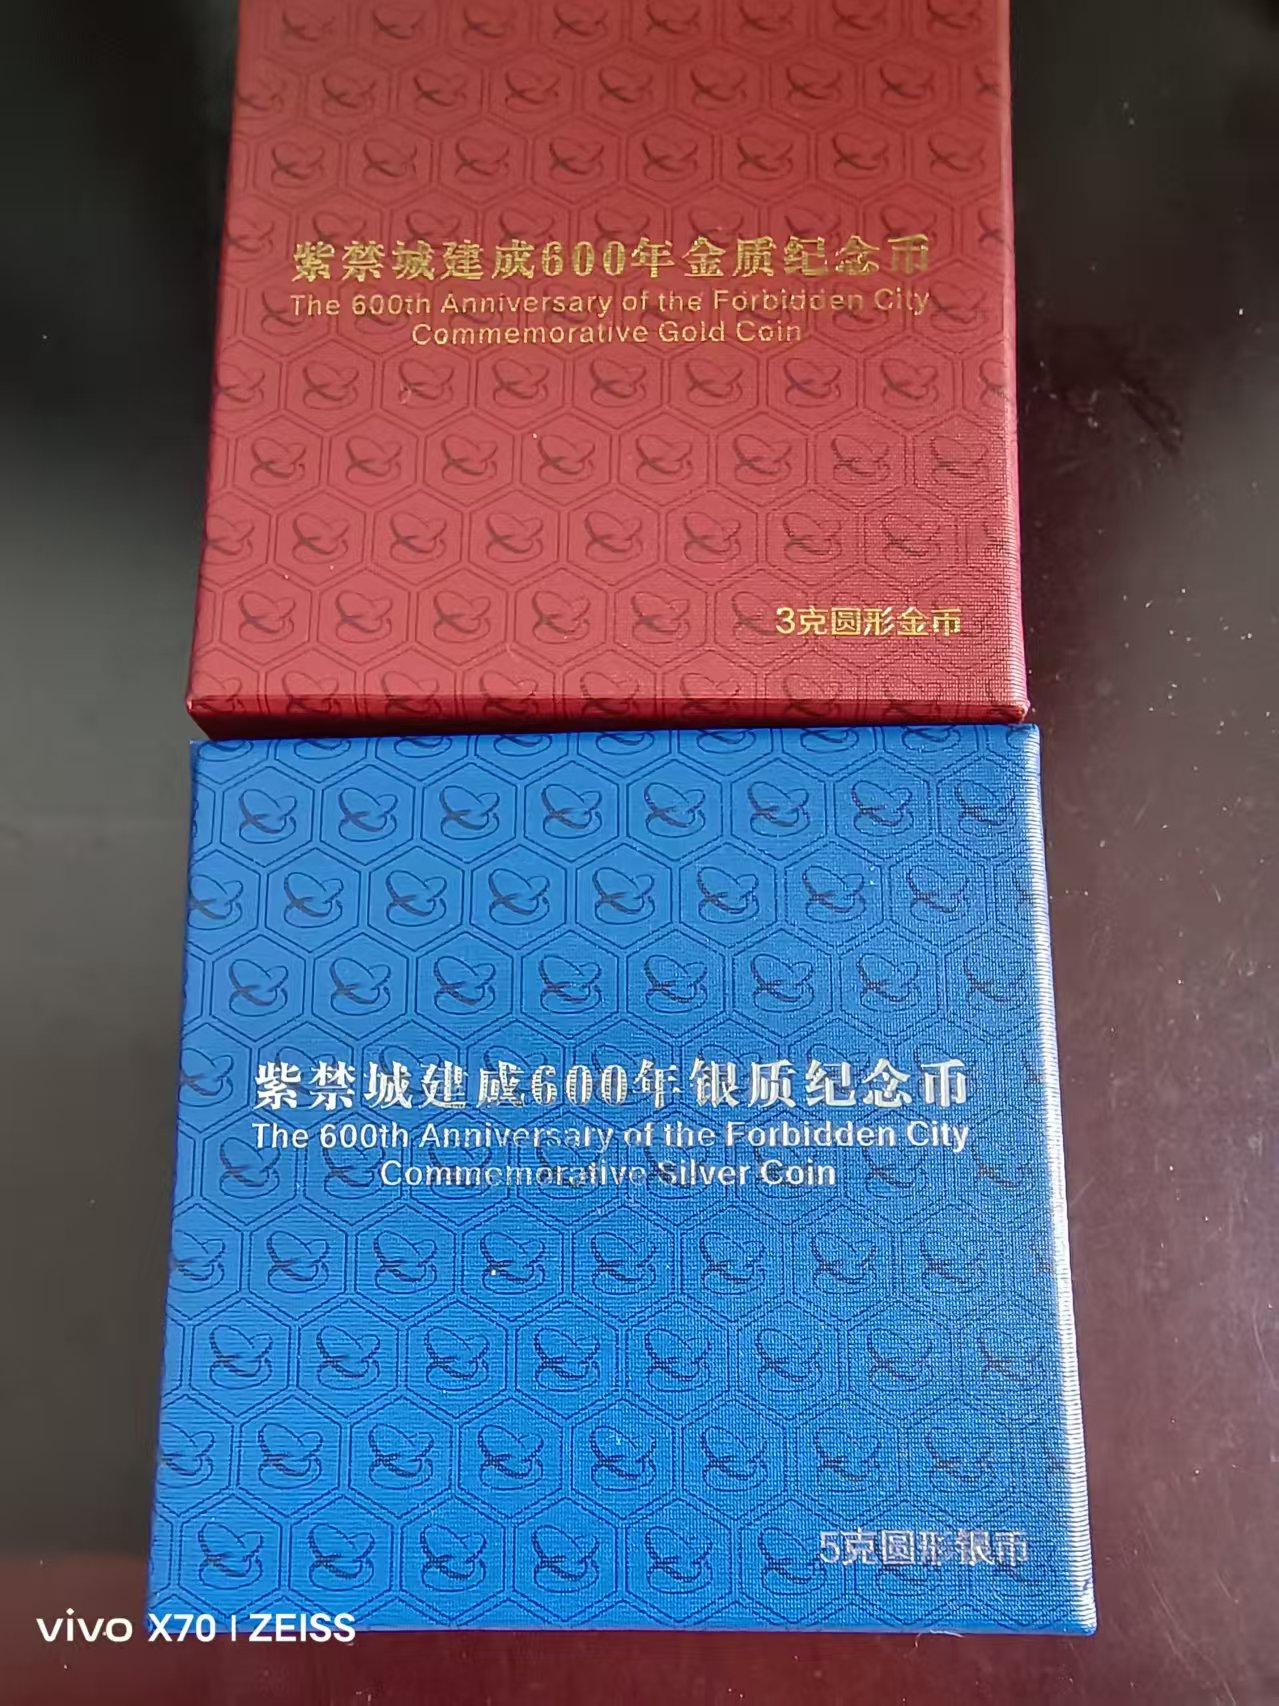 紫禁城建成600年金质纪念币
The 600th Anniversary of the Forbidden City
Commemorative Gold Coin
3克圆形金币
紫禁城建成600年银质纪念币
The 600th Anniversary of the Forbidden City
Commemorative Silver Coin
5克圆形银币
vivo X70 | ZEISS